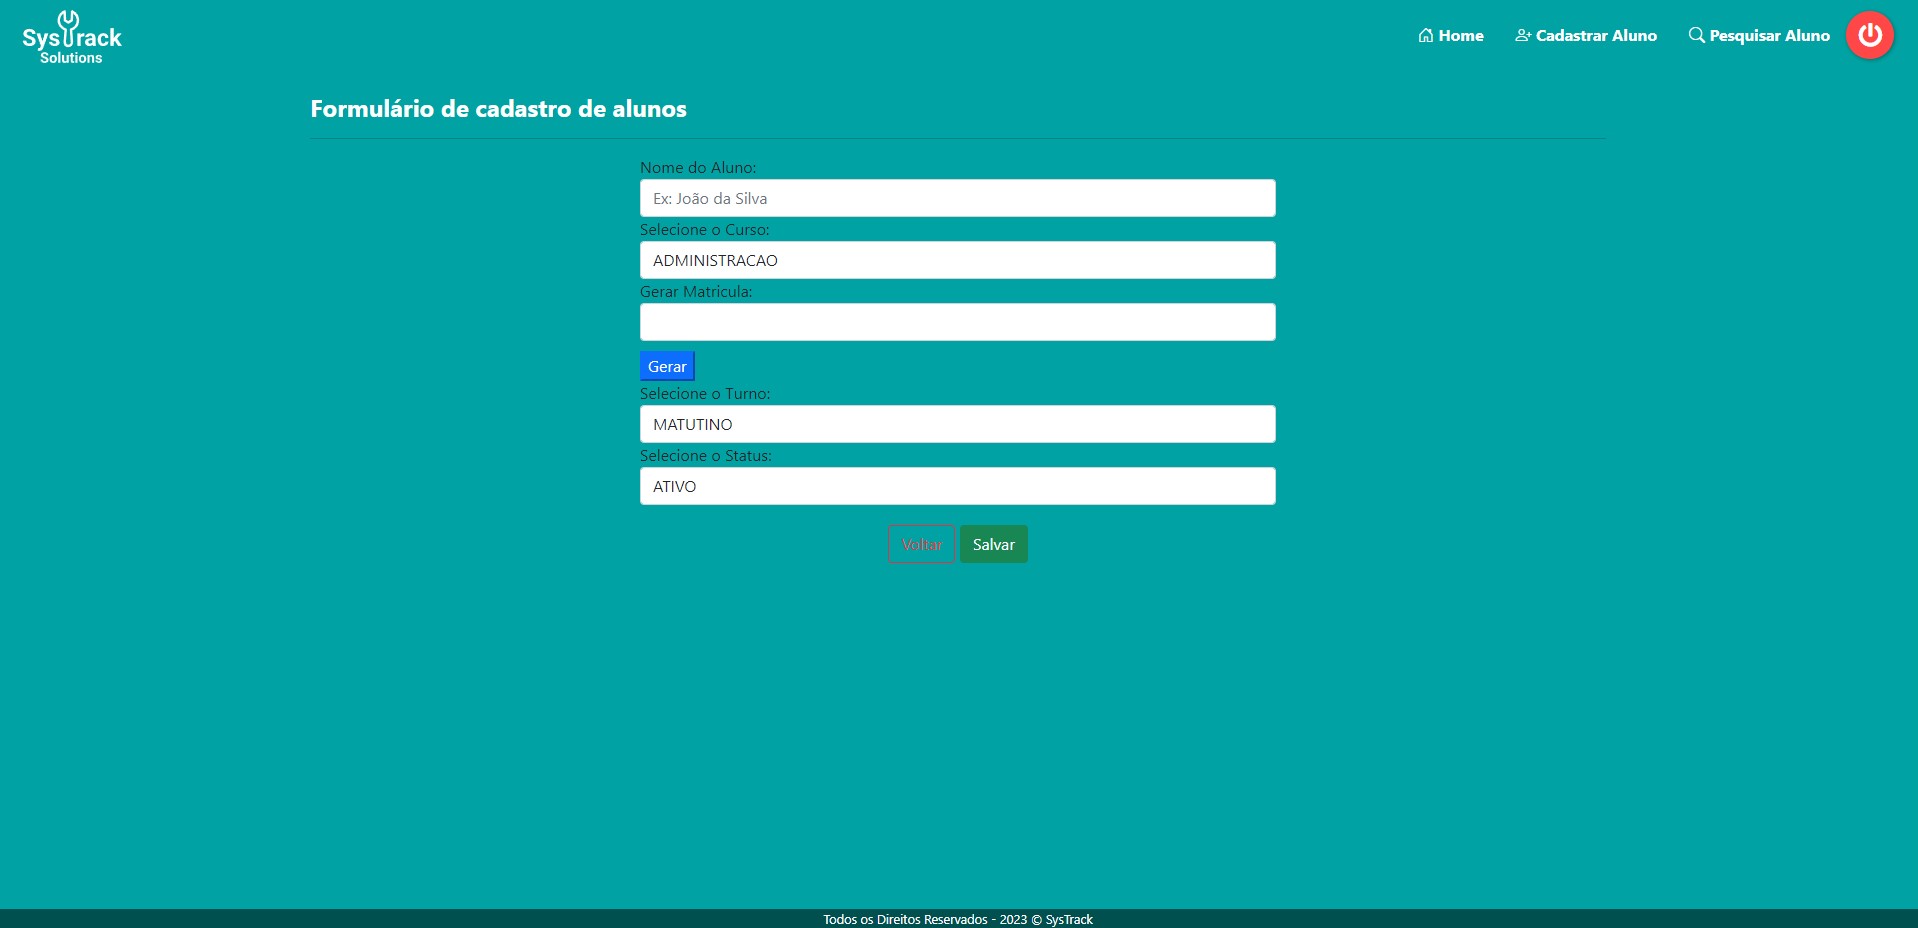 SysTrack
Solutions
Home
Cadastrar Aluno
Pesquisar Aluno
Formulário de cadastro de alunos
Nome do Aluno:
Ex: João da Silva
Selecione o Curso:
ADMINISTRACAO
Gerar Matricula:
Gerar
Selecione o Turno:
MATUTINO
Selecione o Status:
ATIVO
Voltar
Salvar
Todos os Direitos Reservados - 2023 © SysTrack